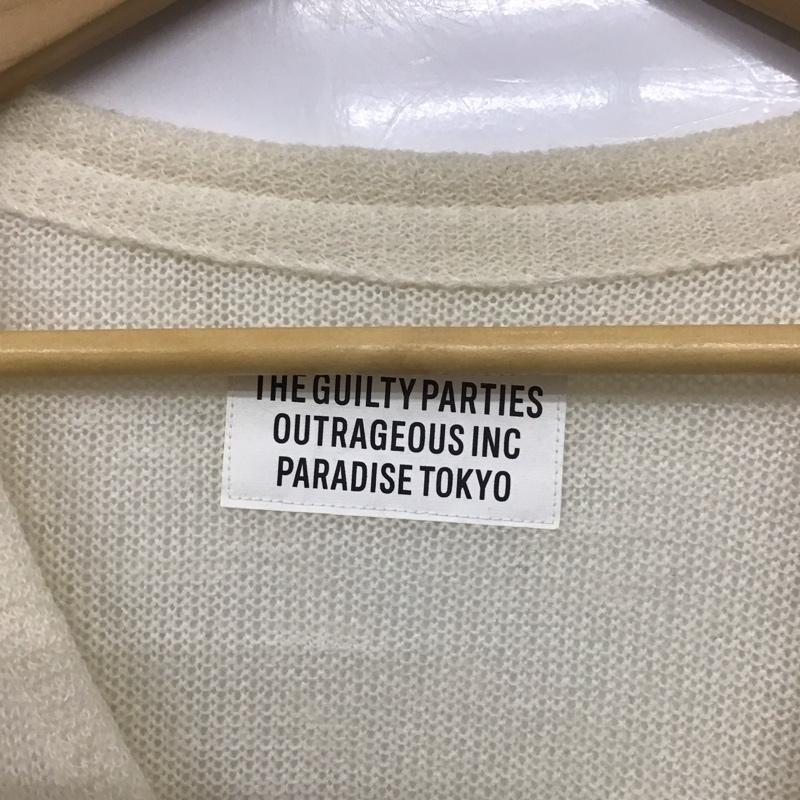 THE GUILTY PARTIES
OUTRAGEOUS INC
PARADISE TOKYO